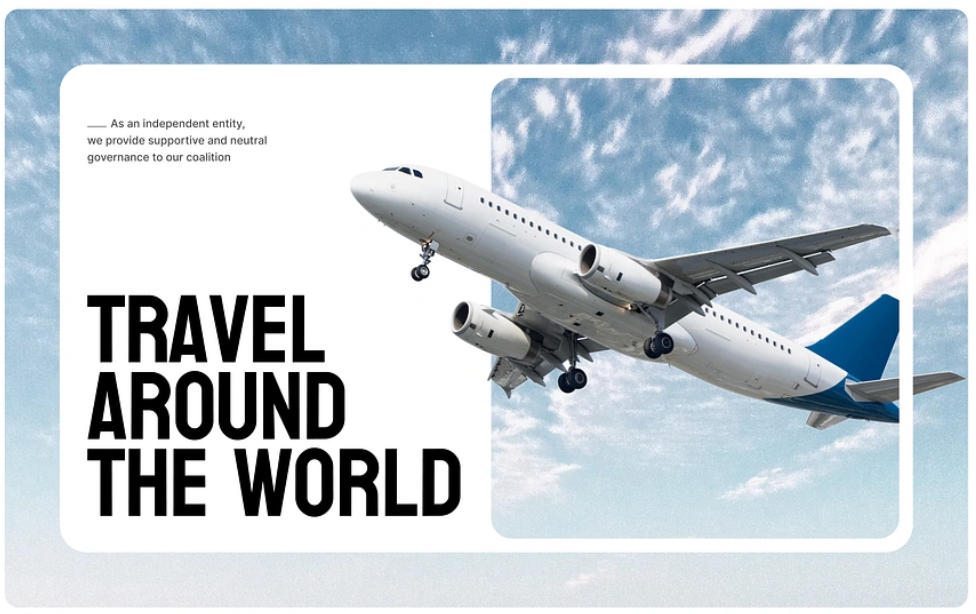 As an independent entity,
we provide supportive and neutral
governance to our coalition
TRAVEL
AROUND
THE WORLD